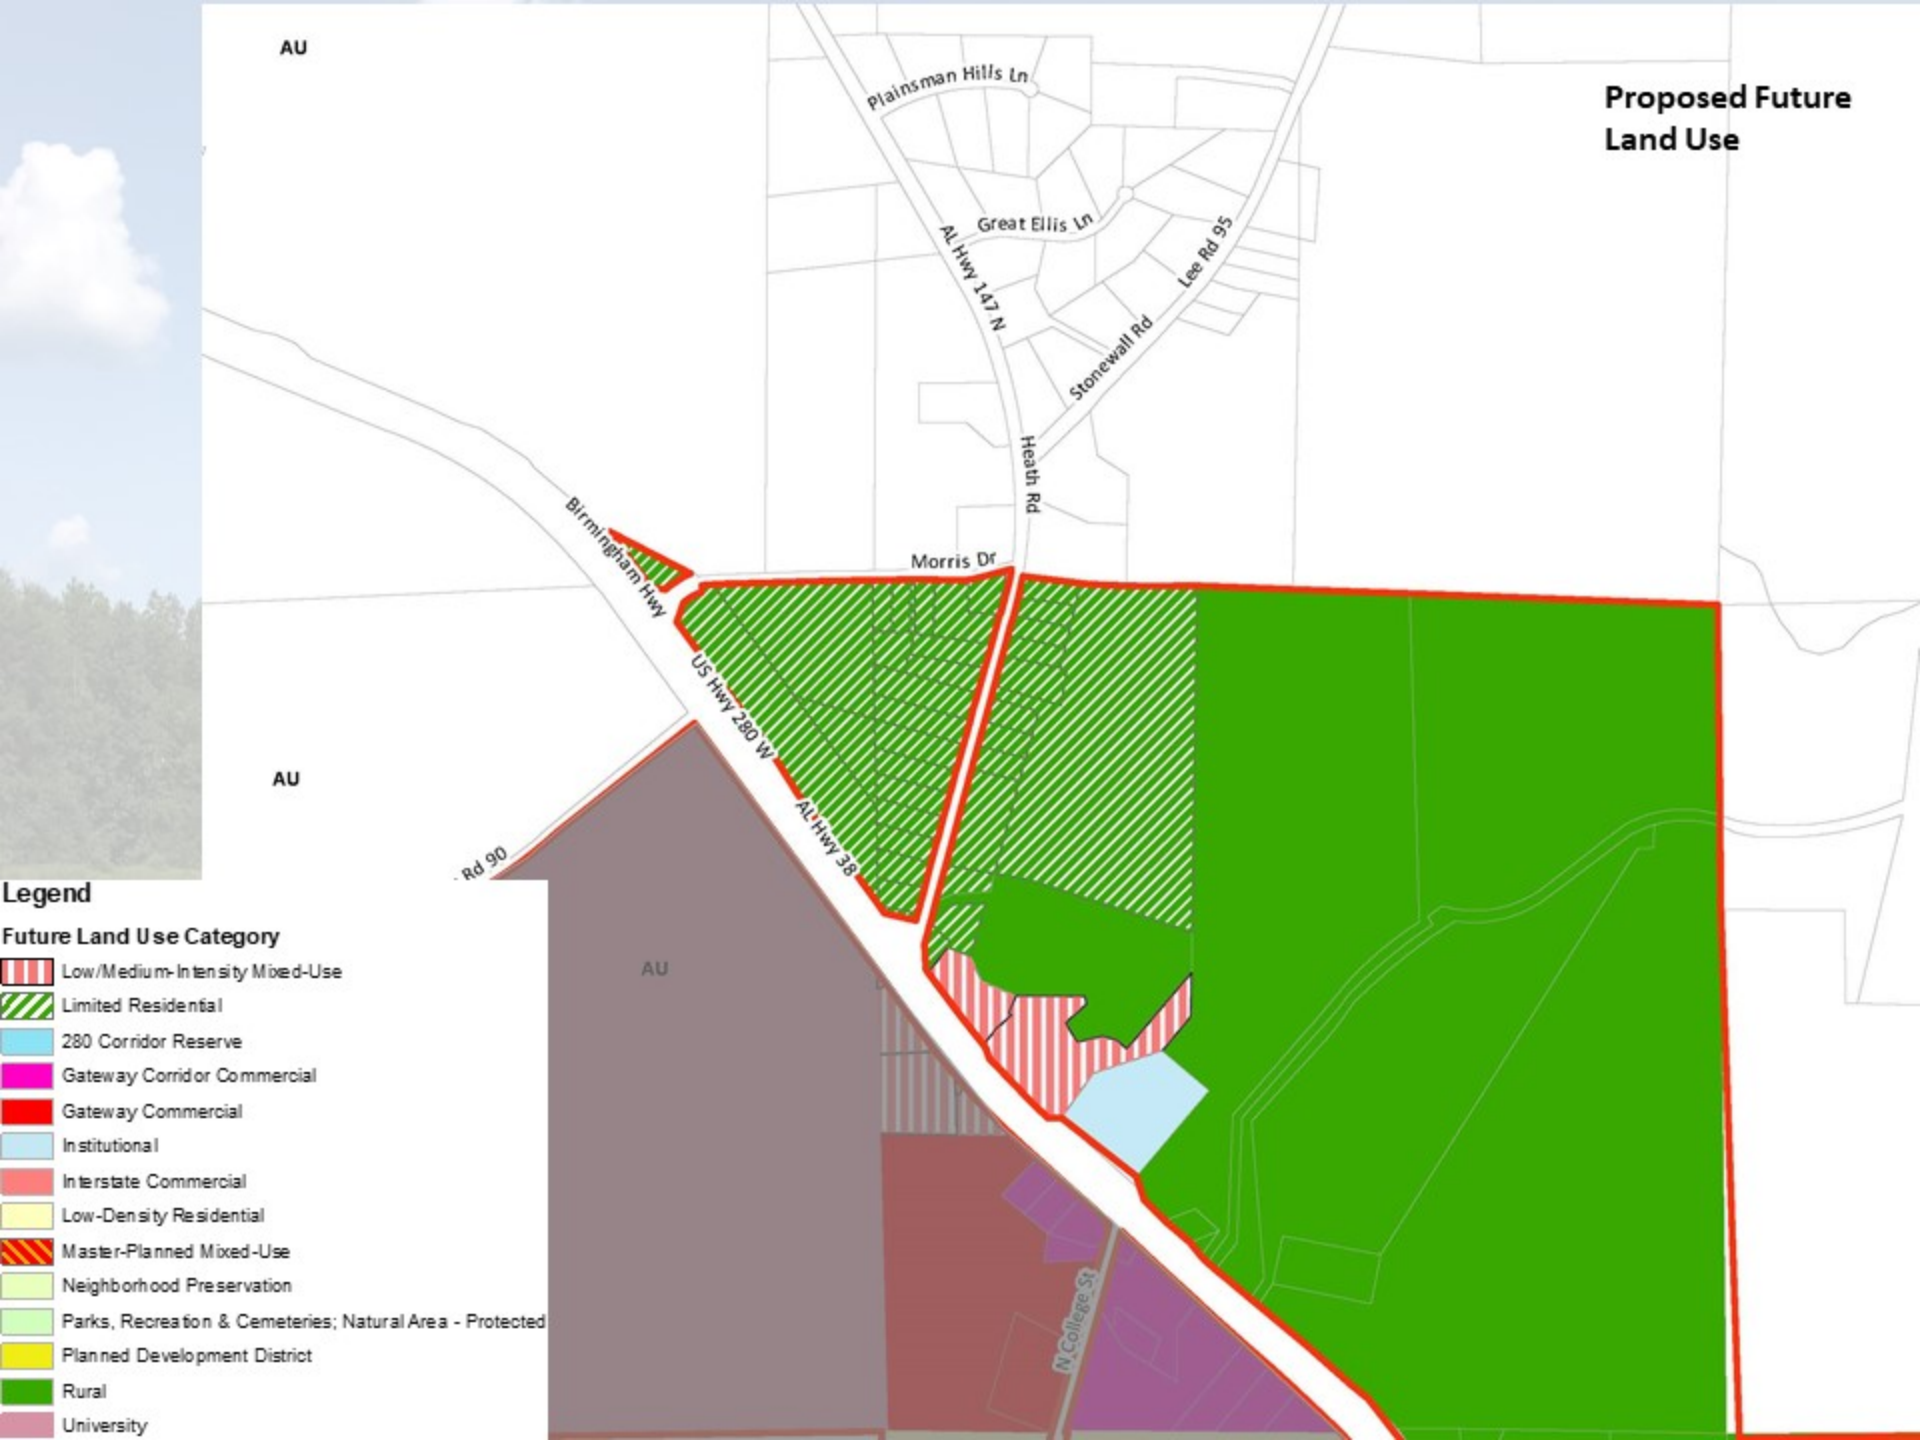 AU
Proposed Future
Land Use
Plainsman Hills Ln
Great Ellis Ln
AL Hwy 147 N
Lee Rd 95
Stonewall Rd
Heath Rd
Morris Dr
Birmingham Hwy
US Hwy 280 W
AL Hwy 38
AU
Rd 90
AU
N College St
Legend
Future Land Use Category
Low/Medium-Intensity Mixed-Use
Limited Residential
280 Corridor Reserve
Gateway Corridor Commercial
Gateway Commercial
Institutional
Interstate Commercial
Low-Density Residential
Master-Planned Mixed-Use
Neighborhood Preservation
Parks, Recreation & Cemeteries; Natural Area - Protected
Planned Development District
Rural
University